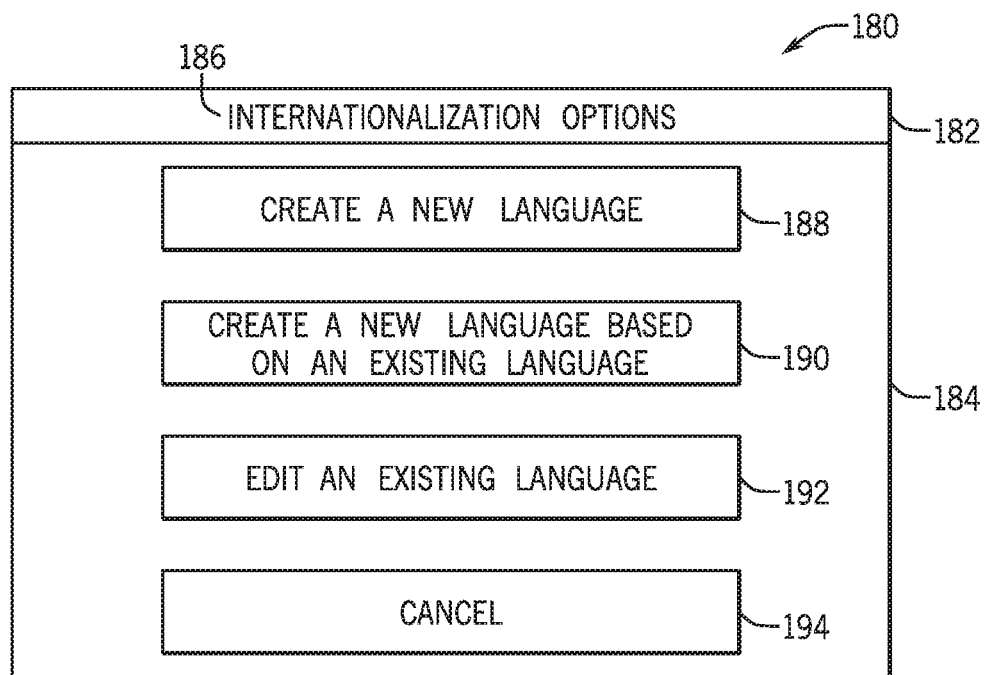 180
186
INTERNATIONALIZATION OPTIONS
182
CREATE A NEW LANGUAGE
188
CREATE A NEW LANGUAGE BASED
ON AN EXISTING LANGUAGE
190
184
EDIT AN EXISTING LANGUAGE
192
CANCEL
194